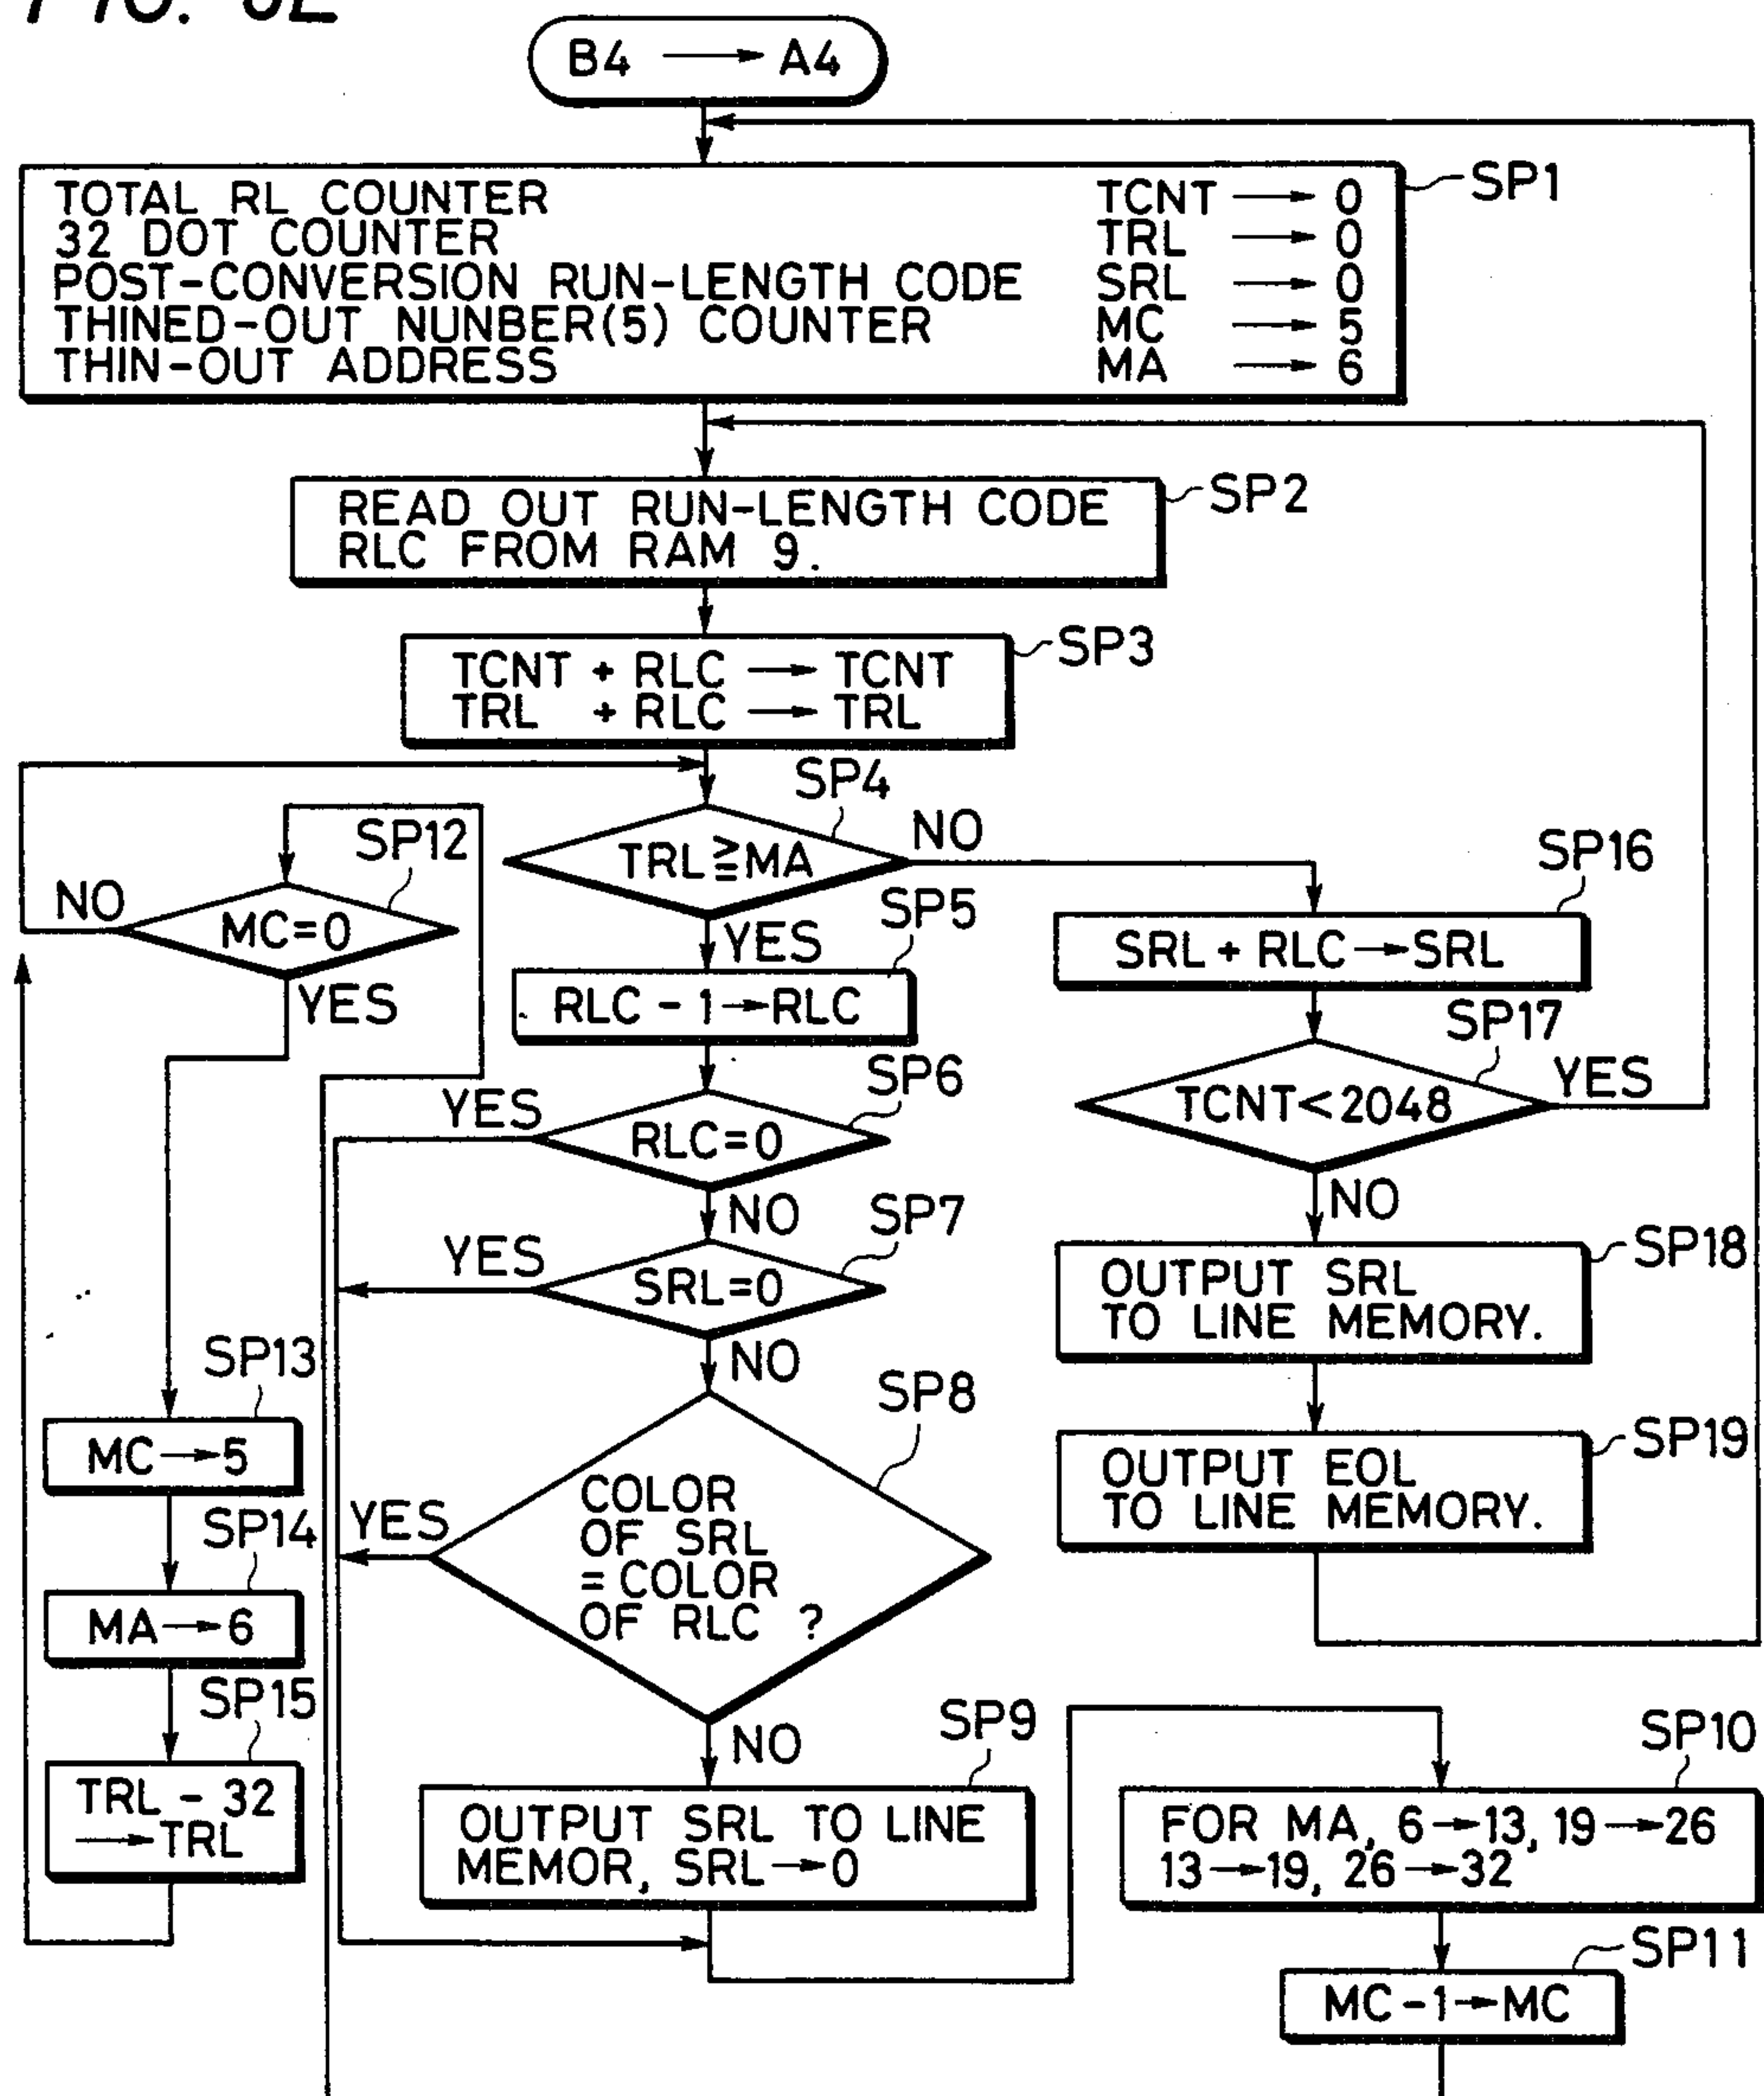 B4 → A4
TOTAL RL COUNTER TCNT → 0
32 DOT COUNTER TRL → 0
POST-CONVERSION RUN-LENGTH CODE SRL → 0
THINED-OUT NUNBER(5) COUNTER MC → 5
THIN-OUT ADDRESS MA → 6
SP1
READ OUT RUN-LENGTH CODE
RLC FROM RAM 9.
SP2
TCNT + RLC → TCNT
TRL + RLC → TRL
SP3
SP4
TRL≧MA
NO
YES
SP12
NO
MC=0
YES
SP5
RLC - 1→RLC
SP16
SRL + RLC→SRL
SP17
TCNT<2048
YES
NO
SP6
YES
RLC=0
NO
SP7
YES
SRL=0
NO
SP18
OUTPUT SRL
TO LINE MEMORY.
SP19
OUTPUT EOL
TO LINE MEMORY.
SP13
MC→5
SP14
MA→6
SP15
TRL - 32
→TRL
SP8
YES
COLOR
OF SRL
= COLOR
OF RLC ?
NO
SP9
OUTPUT SRL TO LINE
MEMOR, SRL→0
SP10
FOR MA, 6→13, 19→26
13→19, 26→32
SP11
MC -1→MC